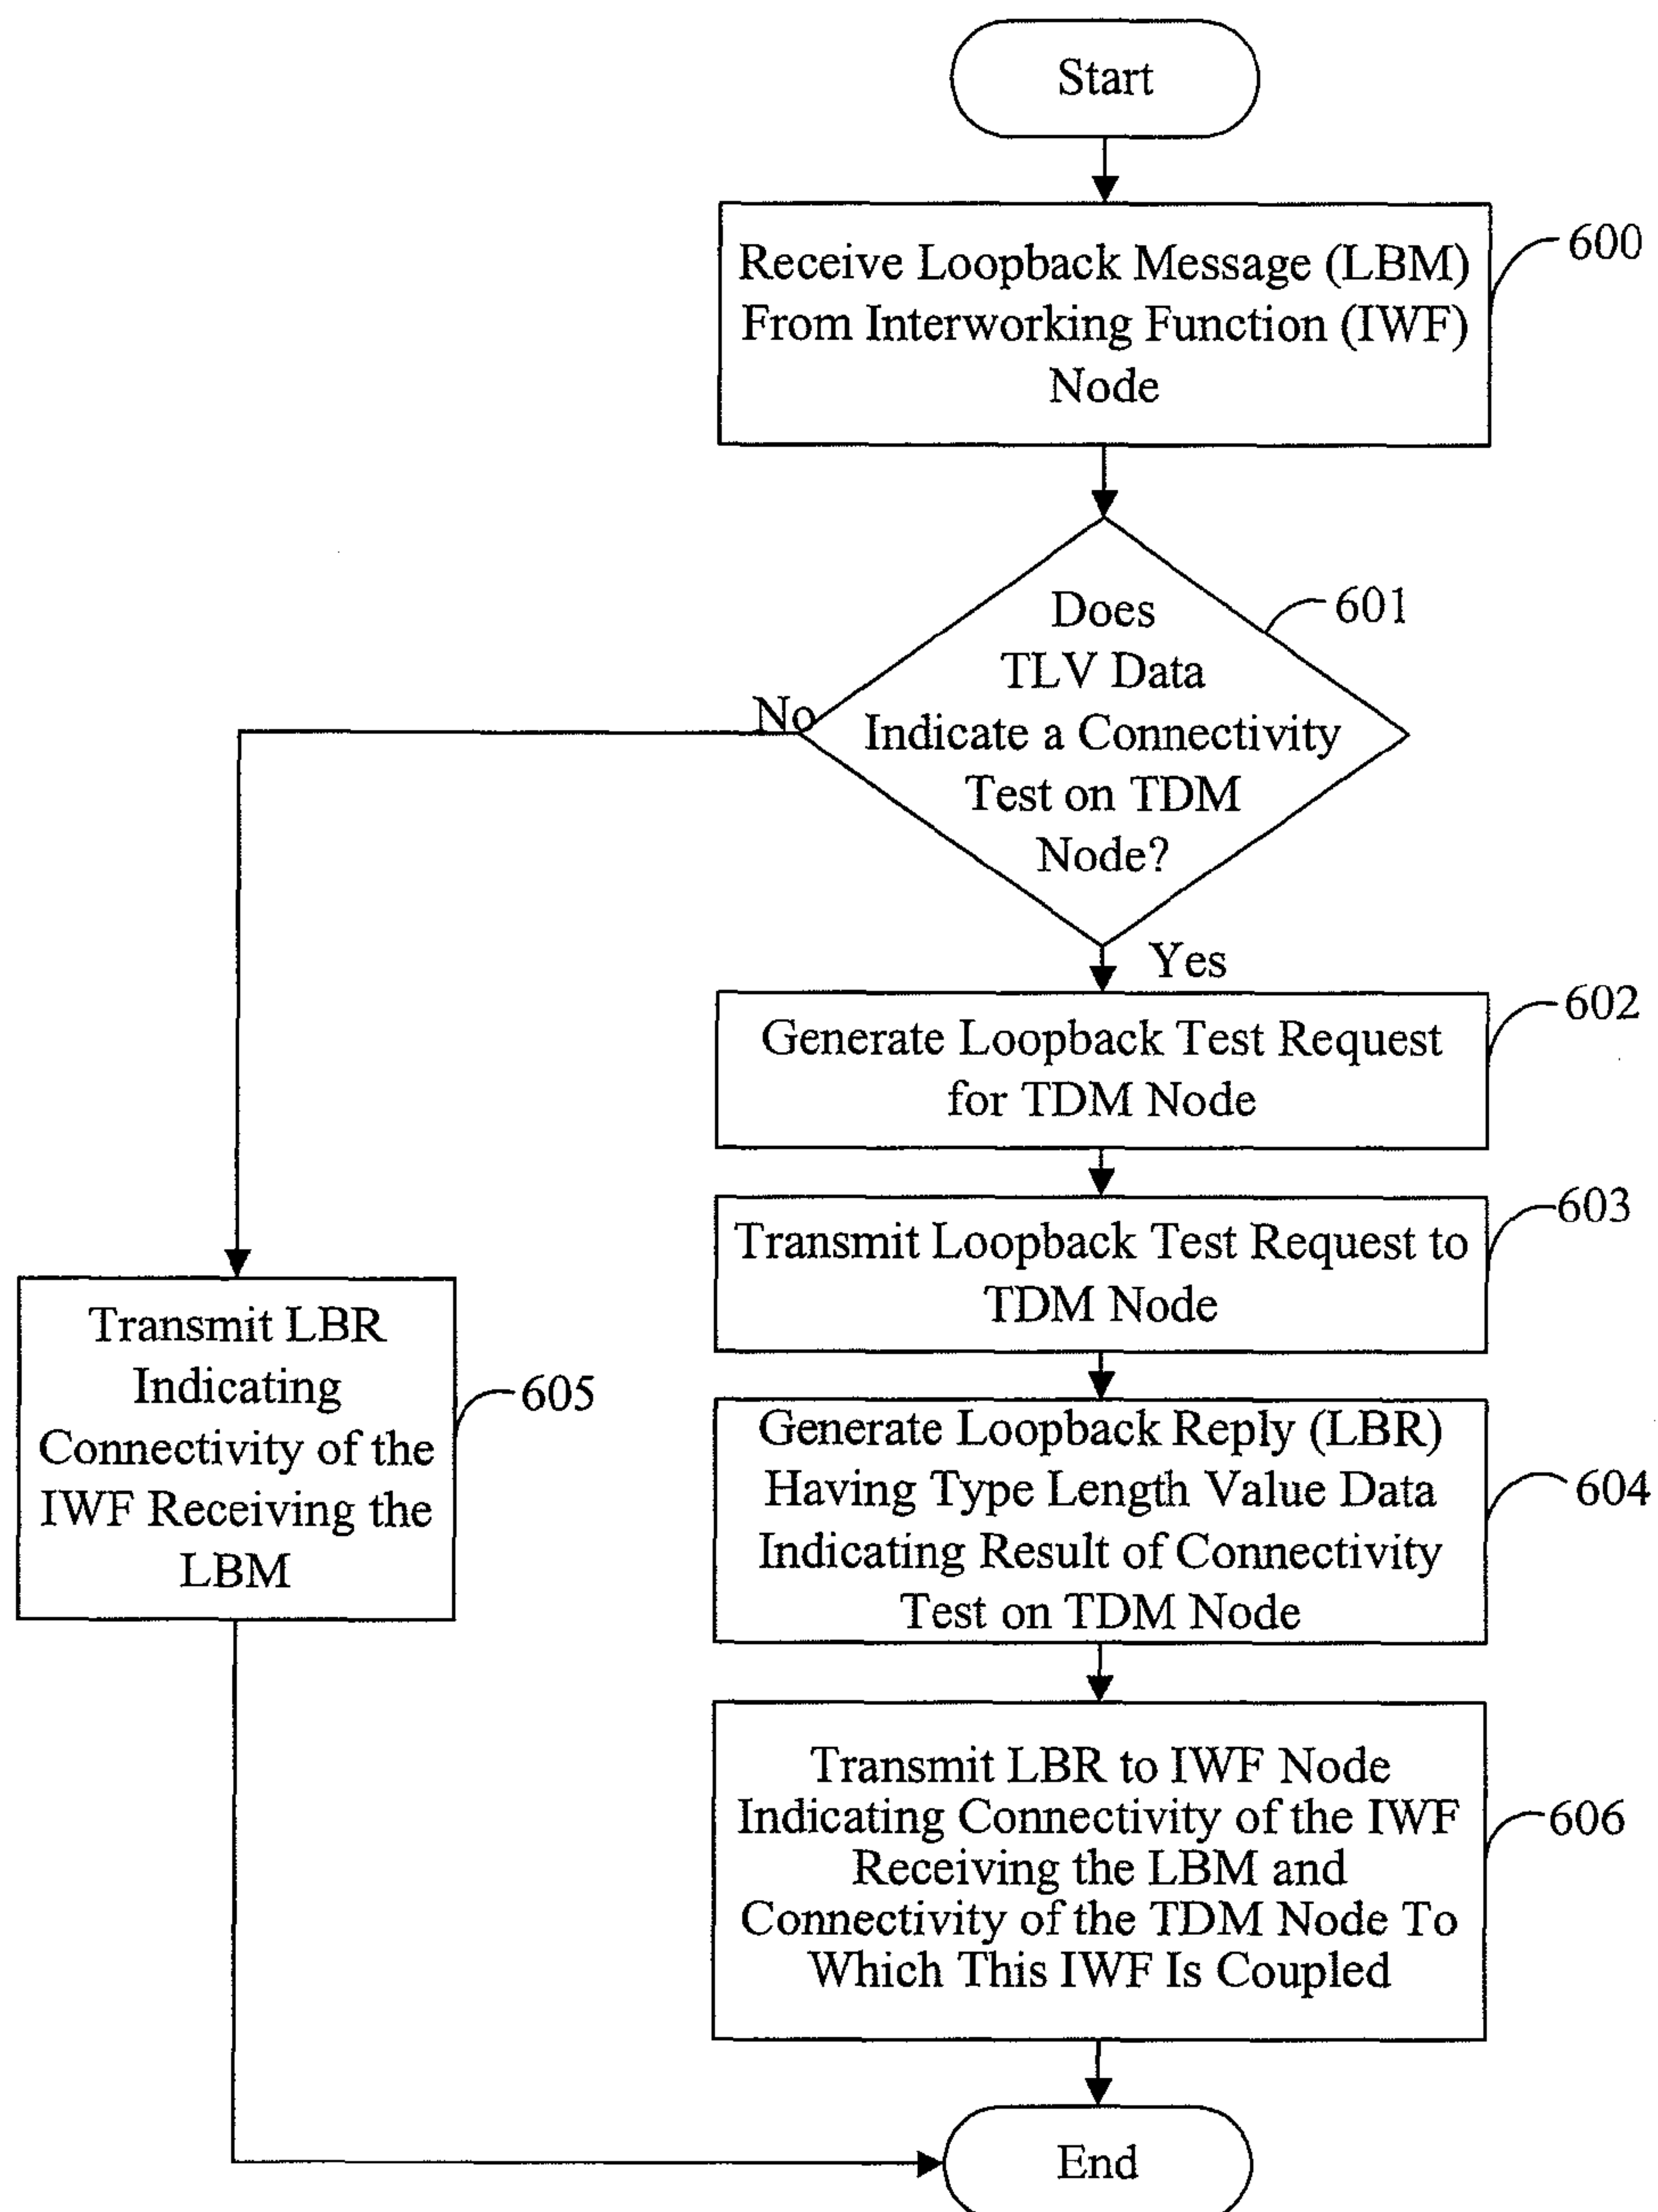 Start
Receive Loopback Message (LBM)
From Interworking Function (IWF)
Node
600
Does
TLV Data
Indicate a Connectivity
Test on TDM
Node?
601
No
Yes
Generate Loopback Test Request
for TDM Node
602
Transmit Loopback Test Request to
TDM Node
603
Transmit LBR
Indicating
Connectivity of the
IWF Receiving the
LBM
605
Generate Loopback Reply (LBR)
Having Type Length Value Data
Indicating Result of Connectivity
Test on TDM Node
604
Transmit LBR to IWF Node
Indicating Connectivity of the IWF
Receiving the LBM and
Connectivity of the TDM Node To
Which This IWF Is Coupled
606
End